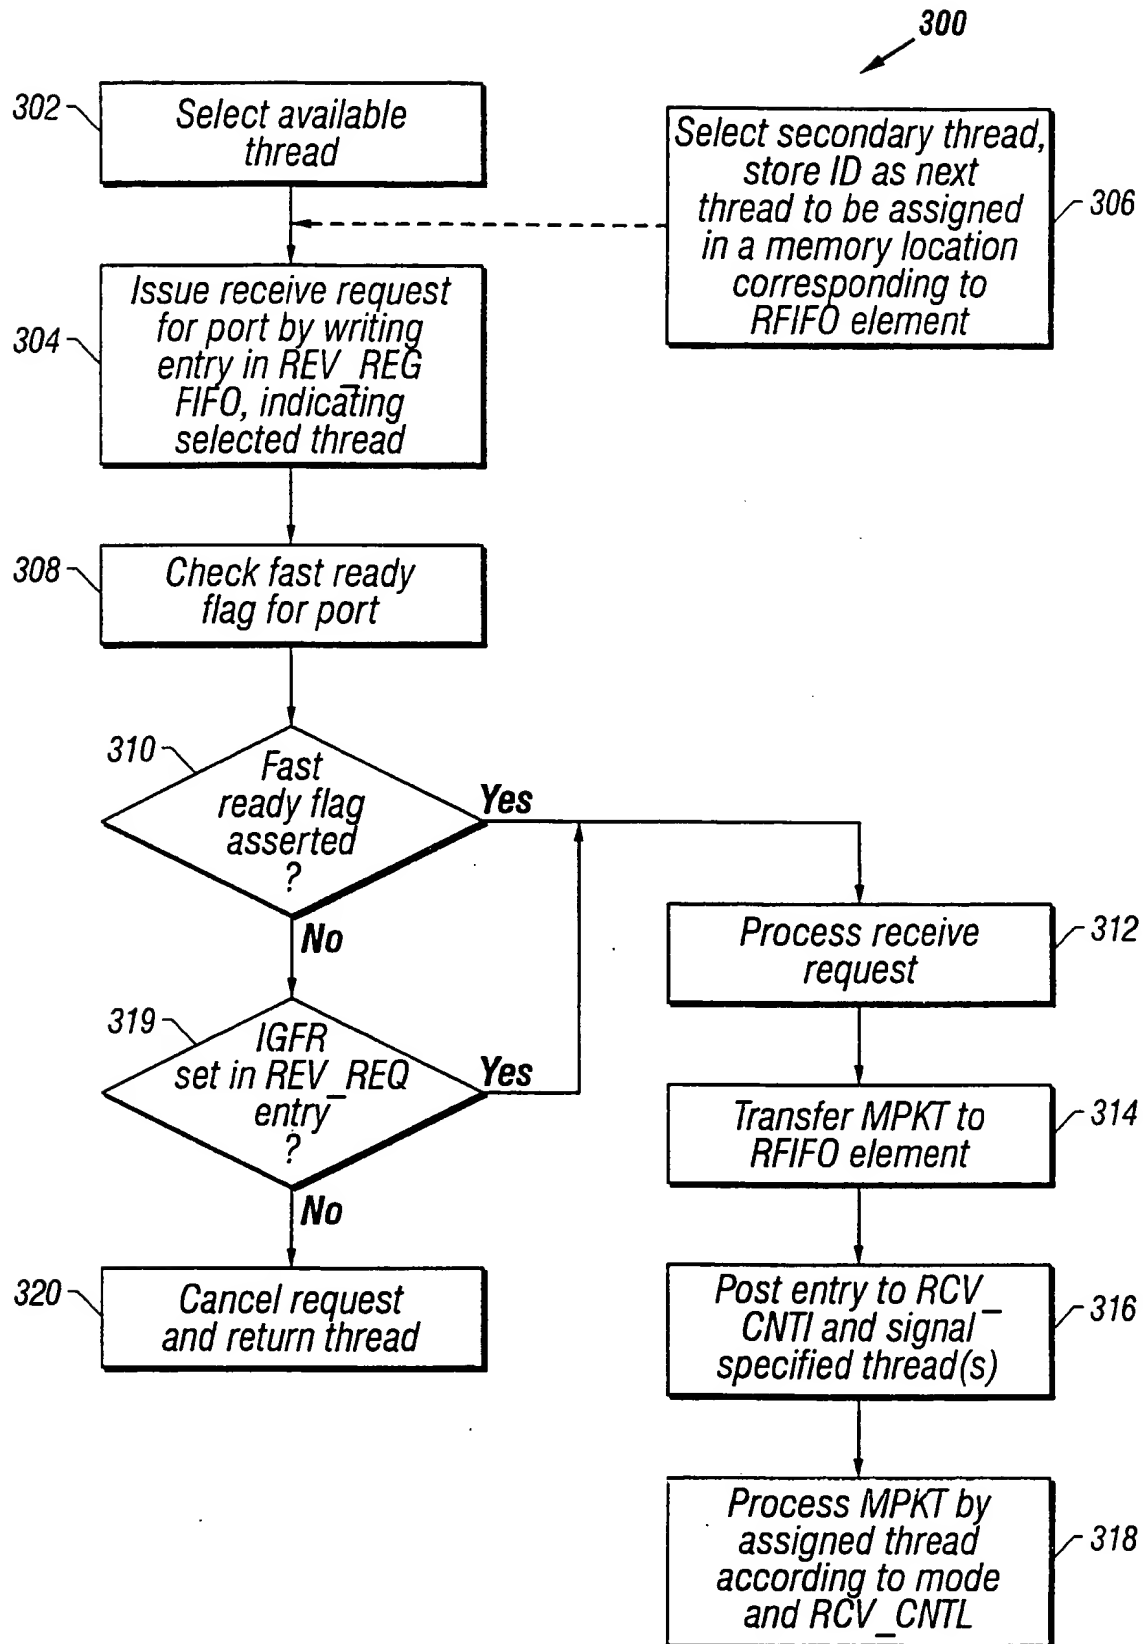 300
302
Select available
thread
Select secondary thread,
store ID as next
thread to be assigned
in a memory location
corresponding to
RFIFO element
306
304
Issue receive request
for port by writing
entry in REV_REG
FIFO, indicating
selected thread
308
Check fast ready
flag for port
310
Fast
ready flag
asserted
?
Yes
No
312
Process receive
request
319
IGFR
set in REV_REQ
entry
?
Yes
No
314
Transfer MPKT to
RFIFO element
320
Cancel request
and return thread
316
Post entry to RCV_
CNTl and signal
specified thread(s)
318
Process MPKT by
assigned thread
according to mode
and RCV_CNTL